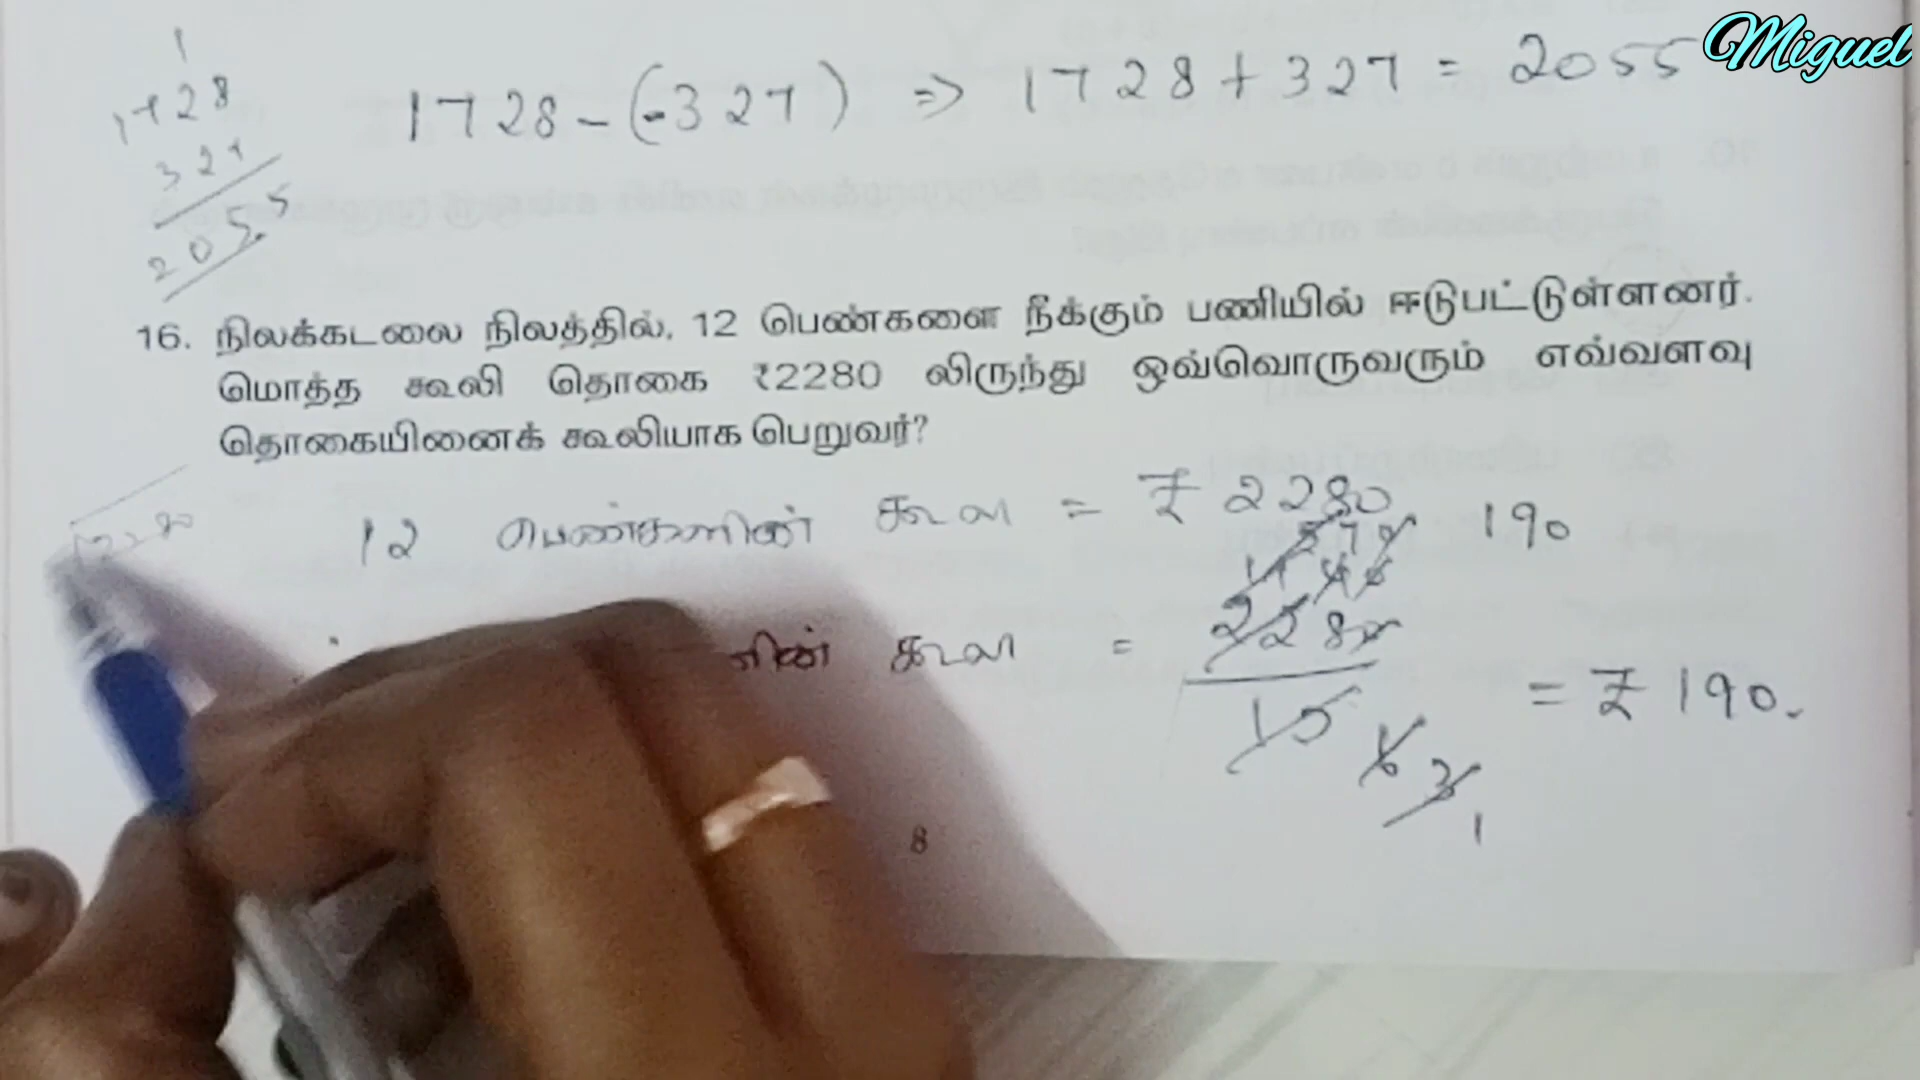 Miguel
1
1728
327
2055
1728 - (-327) => 1728 + 327 = 2055
16. நிலக்கடலை நிலத்தில், 12 பெண்களை நீக்கும் பணியில் ஈடுபட்டுள்ளனர்.
மொத்த கூலி தொகை ₹2280 லிருந்து ஒவ்வொருவரும் எவ்வளவு
தொகையினைக் கூலியாக பெறுவர்?
12 பெண்களின் கூலி = ₹ 2280
190
2280
ளின் கூலி =
= ₹ 190.
8